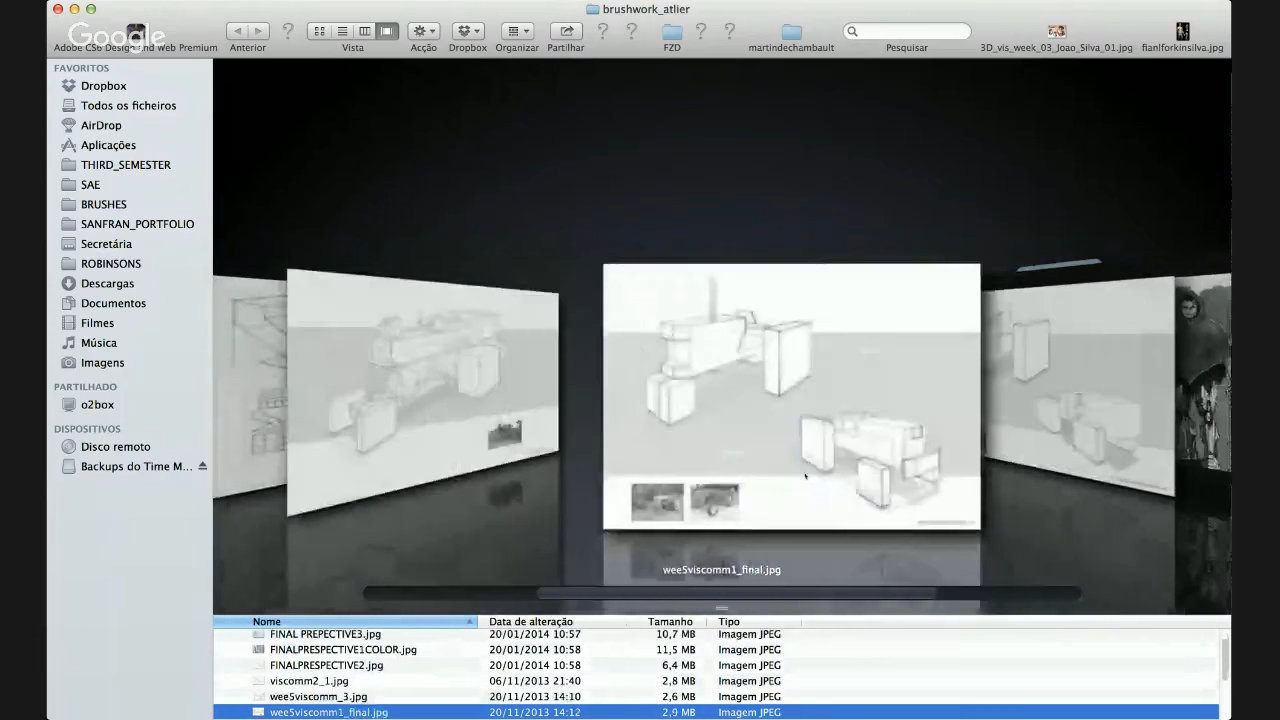 brushwork_atlier
Google
Adobe CS6 Design and Web Premium
Anterior
Vista
Acção
Dropbox
Organizar
Partilhar
FZD
martindechambault
Pesquisar
3D_vis_week_03_Joao_Silva_01.jpg
fianlforkinsilva.jpg
FAVORITOS
Dropbox
Todos os ficheiros
AirDrop
Aplicações
THIRD_SEMESTER
SAE
BRUSHES
SANFRAN_PORTFOLIO
Secretária
ROBINSONS
Descargas
Documentos
Filmes
Música
Imagens
PARTILHADO
o2box
DISPOSITIVOS
Disco remoto
Backups do Time M...
wee5viscomm1_final.jpg
Nome Data de alteração Tamanho Tipo
FINAL PREPECTIVE3.jpg 20/01/2014 10:57 10,7 MB Imagem JPEG
FINALPRESPECTIVE1COLOR.jpg 20/01/2014 10:58 11,5 MB Imagem JPEG
FINALPRESPECTIVE2.jpg 20/01/2014 10:58 6,4 MB Imagem JPEG
viscomm2_1.jpg 06/11/2013 21:40 2,8 MB Imagem JPEG
wee5viscomm_3.jpg 20/11/2013 14:10 2,6 MB Imagem JPEG
wee5viscomm1_final.jpg 20/11/2013 14:12 2,9 MB Imagem JPEG